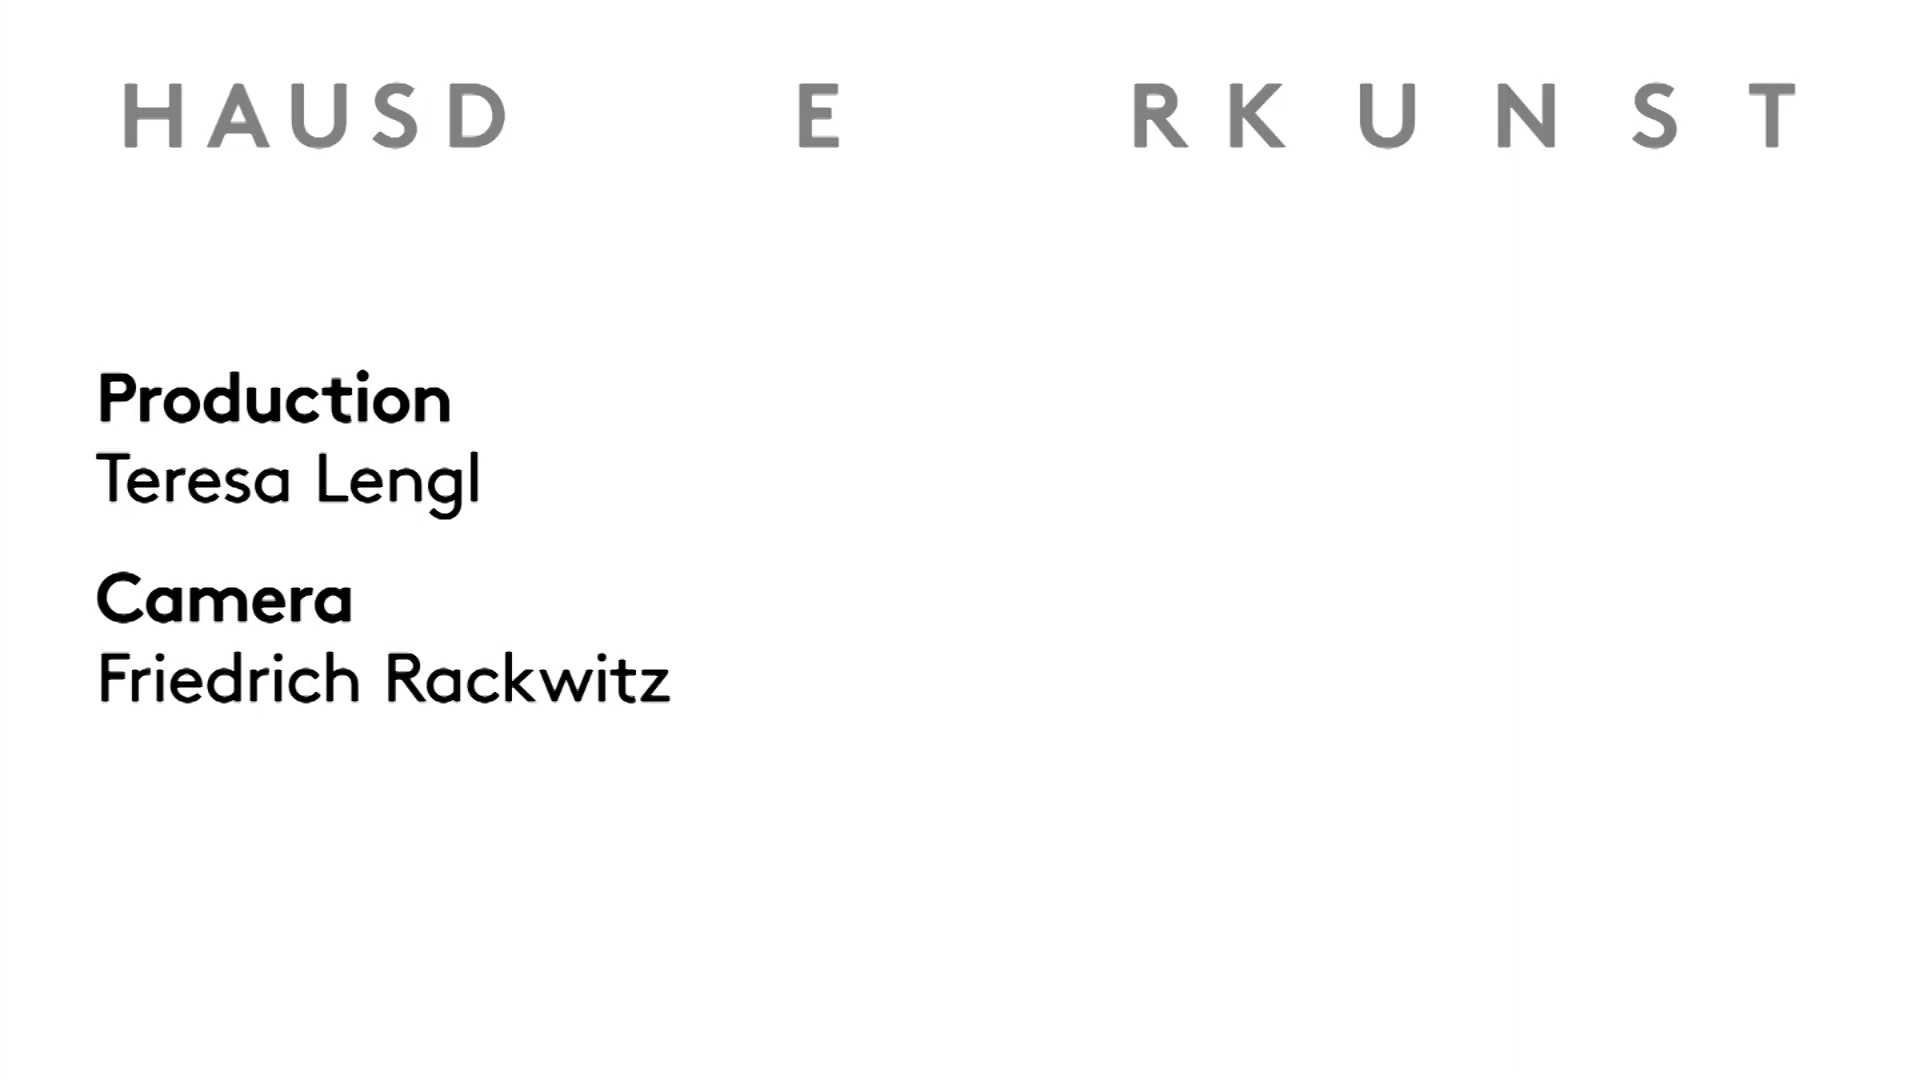 HAUSD E RKUNST
Production
Teresa Lengl
Camera
Friedrich Rackwitz